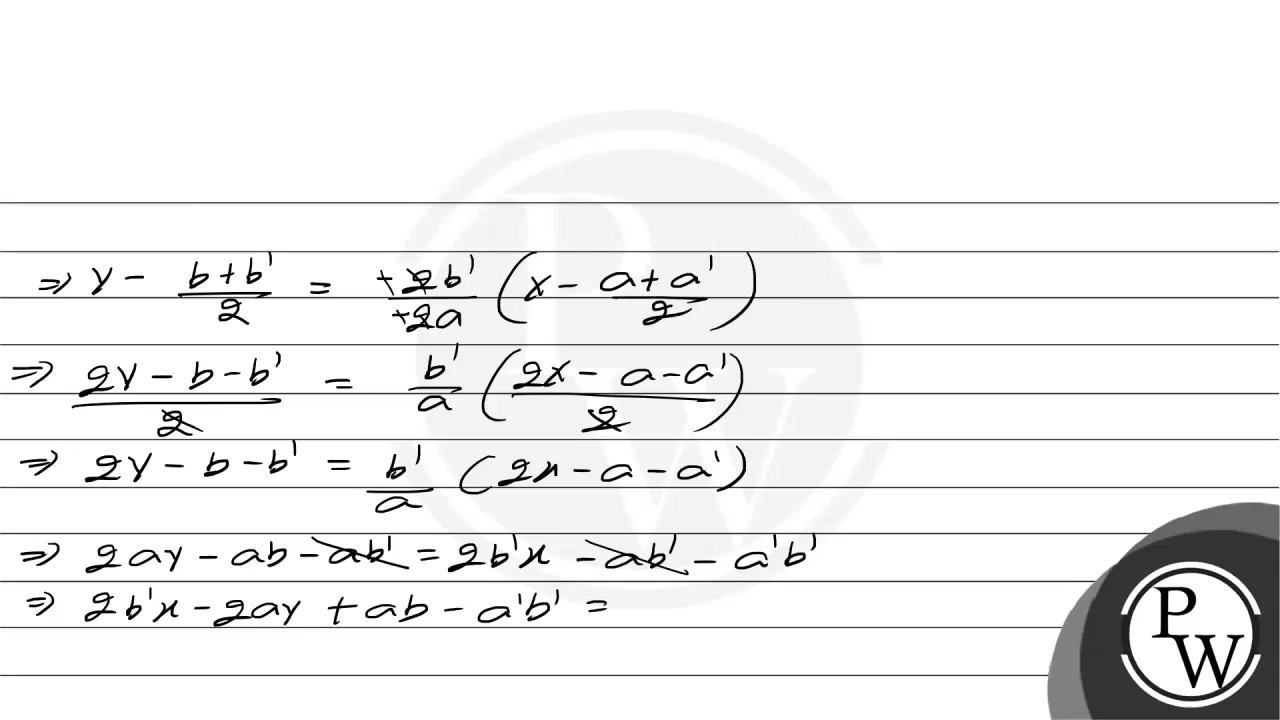 ⇒ y - (b+b')/2 = +2b'/+2a (x - (a+a')/2)
⇒ (2y - b - b')/2 = b'/a ((2x - a - a')/2)
⇒ 2y - b - b' = b'/a (2x - a - a')
⇒ 2ay - ab - ab' = 2b'x - ab' - a'b'
⇒ 2b'x - 2ay + ab - a'b' =
PW